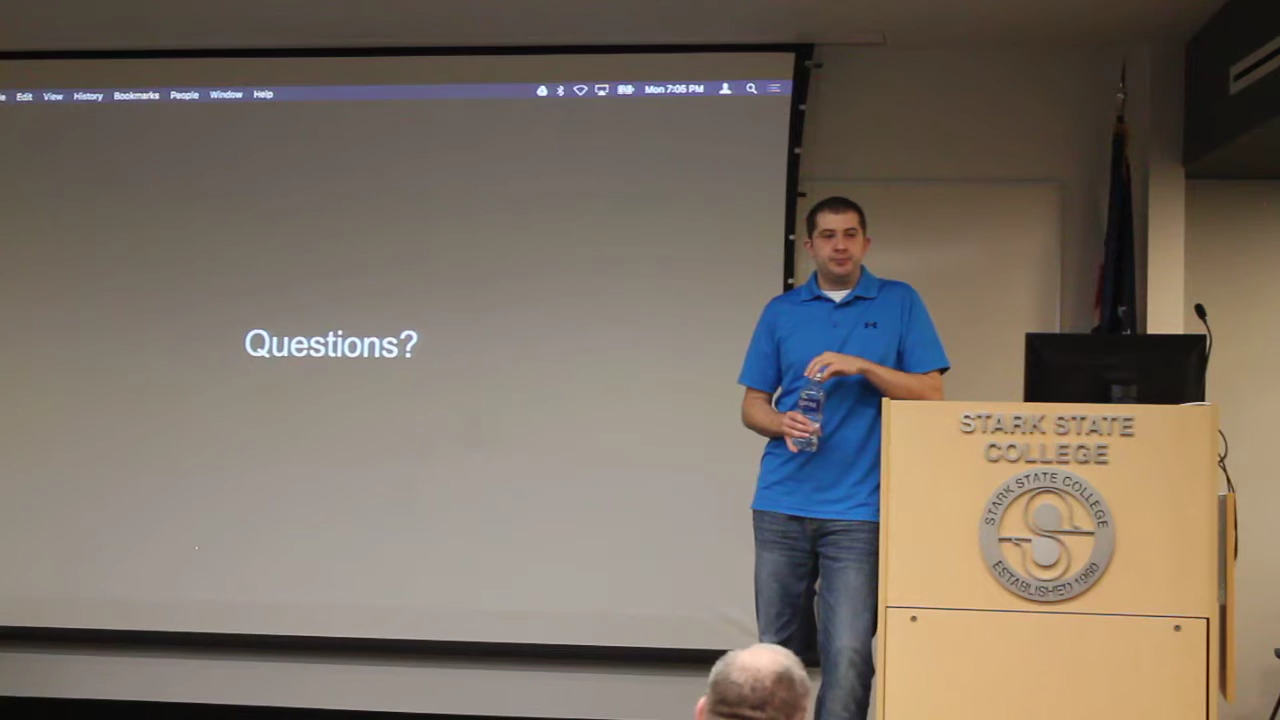 Edit View History Bookmarks People Window Help
Mon 7:05 PM
Questions?
STARK STATE
COLLEGE
STARK STATE COLLEGE
ESTABLISHED 1960